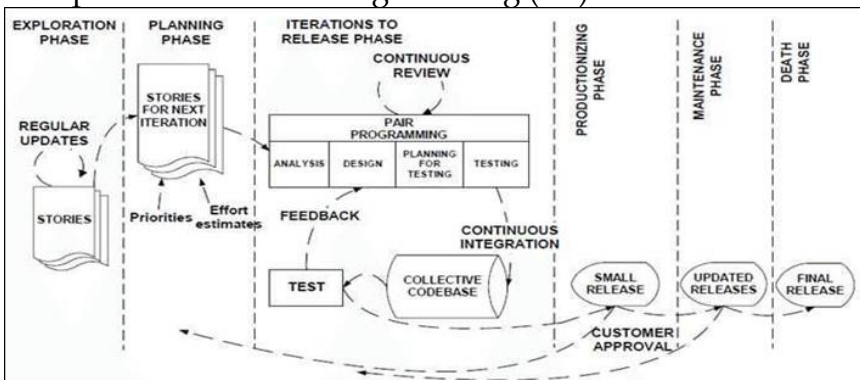 EXPLORATION
PHASE
PLANNING
PHASE
ITERATIONS TO
RELEASE PHASE
PRODUCTIONIZING
PHASE
MAINTENANCE
PHASE
DEATH
PHASE
REGULAR
UPDATES
STORIES
STORIES
FOR NEXT
ITERATION
Priorities
Effort
estimates
CONTINUOUS
REVIEW
PAIR
PROGRAMMING
ANALYSIS
DESIGN
PLANNING
FOR
TESTING
TESTING
FEEDBACK
CONTINUOUS
INTEGRATION
TEST
COLLECTIVE
CODEBASE
SMALL
RELEASE
UPDATED
RELEASES
FINAL
RELEASE
CUSTOMER
APPROVAL